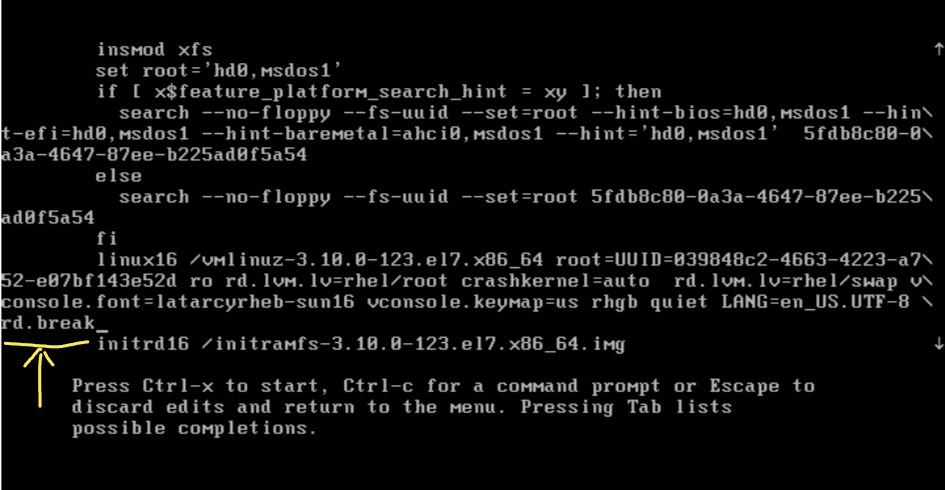 insmod xfs
set root='hd0,msdos1'
if [ x$feature_platform_search_hint = xy ]; then
search --no-floppy --fs-uuid --set=root --hint-bios=hd0,msdos1 --hin\
t-efi=hd0,msdos1 --hint-baremetal=ahci0,msdos1 --hint='hd0,msdos1'  5fdb8c80-0\
a3a-4647-87ee-b225ad0f5a54
else
search --no-floppy --fs-uuid --set=root 5fdb8c80-0a3a-4647-87ee-b225\
ad0f5a54
fi
linux16 /vmlinuz-3.10.0-123.el7.x86_64 root=UUID=039848c2-4663-4223-a7\
52-e07bf143e52d ro rd.lvm.lv=rhel/root crashkernel=auto  rd.lvm.lv=rhel/swap v\
console.font=latarcyrheb-sun16 vconsole.keymap=us rhgb quiet LANG=en_US.UTF-8 \
rd.break_
initrd16 /initramfs-3.10.0-123.el7.x86_64.img
Press Ctrl-x to start, Ctrl-c for a command prompt or Escape to
discard edits and return to the menu. Pressing Tab lists
possible completions.